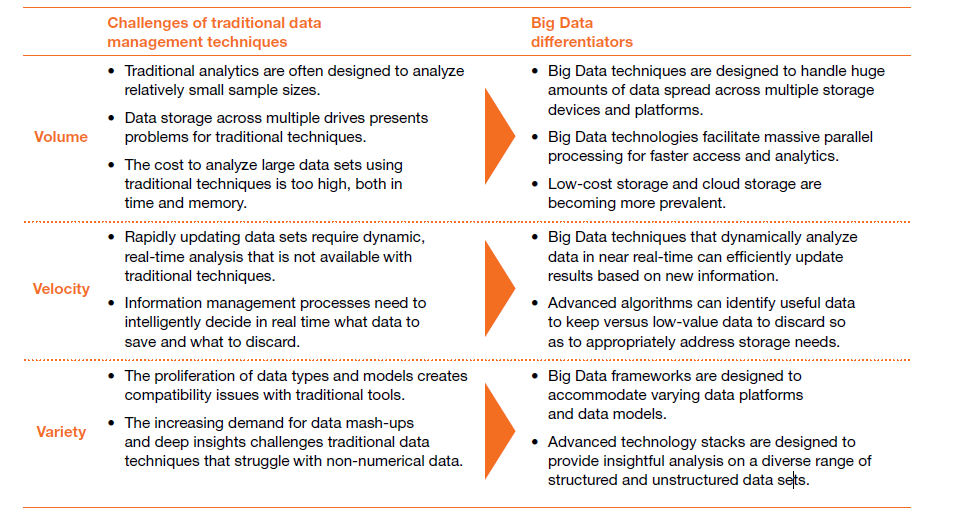 Challenges of traditional data
management techniques
Big Data
differentiators
Volume
• Traditional analytics are often designed to analyze
relatively small sample sizes.
• Data storage across multiple drives presents
problems for traditional techniques.
• The cost to analyze large data sets using
traditional techniques is too high, both in
time and memory.
• Big Data techniques are designed to handle huge
amounts of data spread across multiple storage
devices and platforms.
• Big Data technologies facilitate massive parallel
processing for faster access and analytics.
• Low-cost storage and cloud storage are
becoming more prevalent.
Velocity
• Rapidly updating data sets require dynamic,
real-time analysis that is not available with
traditional techniques.
• Information management processes need to
intelligently decide in real time what data to
save and what to discard.
• Big Data techniques that dynamically analyze
data in near real-time can efficiently update
results based on new information.
• Advanced algorithms can identify useful data
to keep versus low-value data to discard so
as to appropriately address storage needs.
Variety
• The proliferation of data types and models creates
compatibility issues with traditional tools.
• The increasing demand for data mash-ups
and deep insights challenges traditional data
techniques that struggle with non-numerical data.
• Big Data frameworks are designed to
accommodate varying data platforms
and data models.
• Advanced technology stacks are designed to
provide insightful analysis on a diverse range of
structured and unstructured data sets.